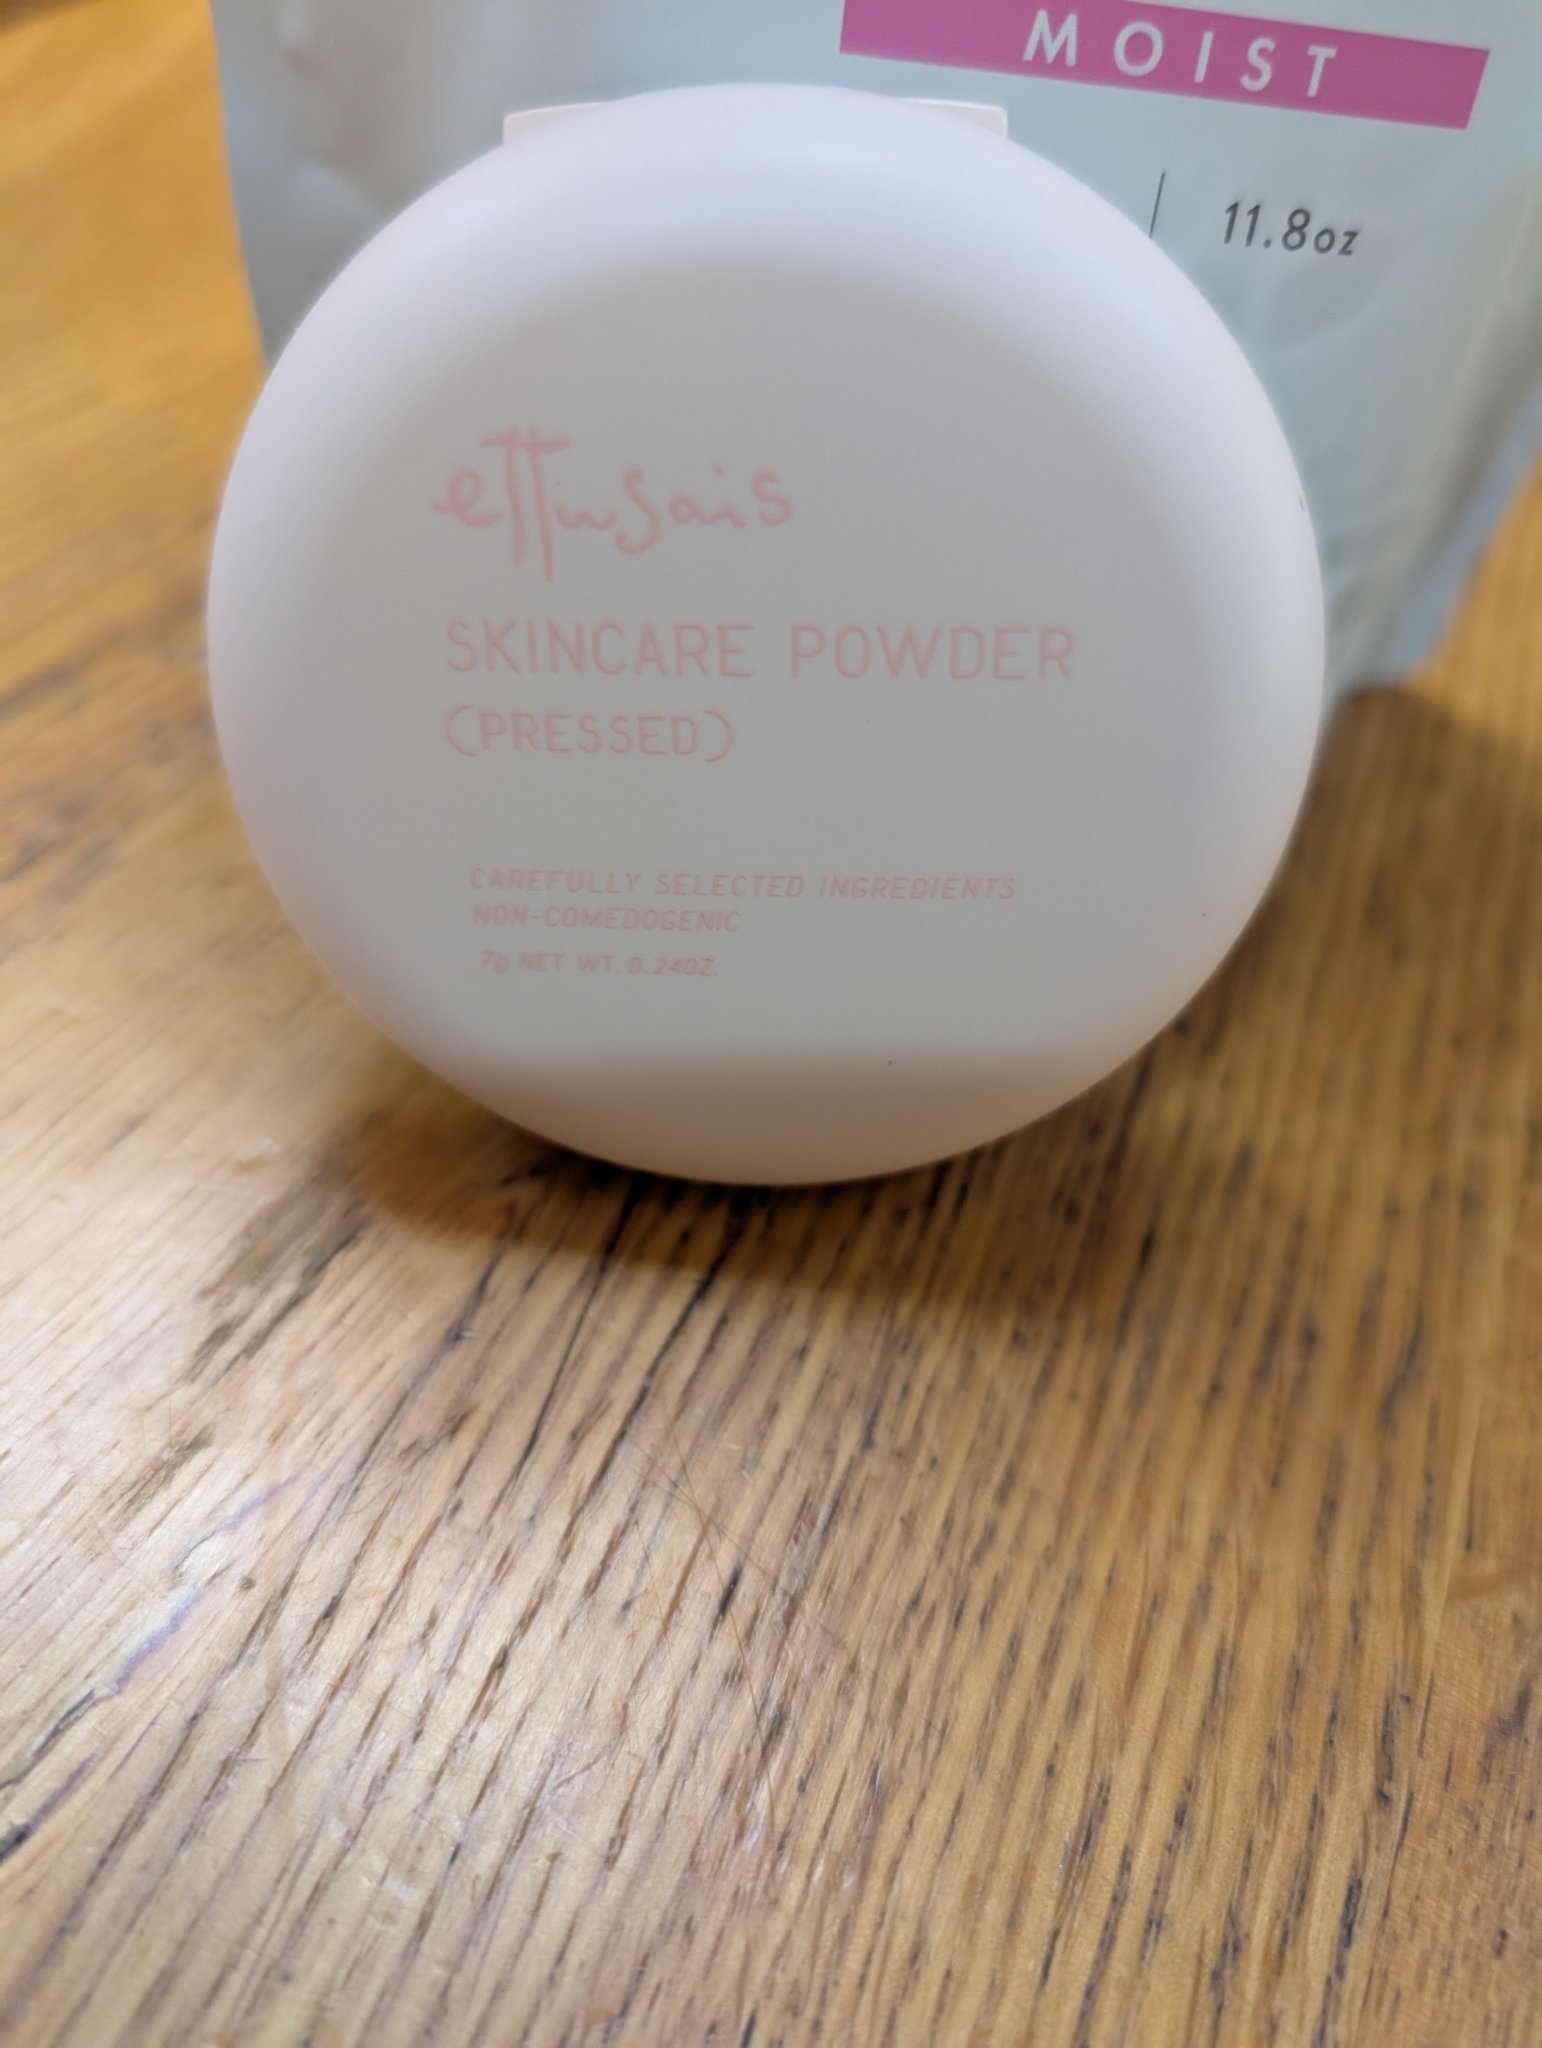 MOIST
11.8oz
ettusais
SKINCARE POWDER
(PRESSED)
CAREFULLY SELECTED INGREDIENTS
NON-COMEDOGENIC
7g NET WT. 0.24OZ.